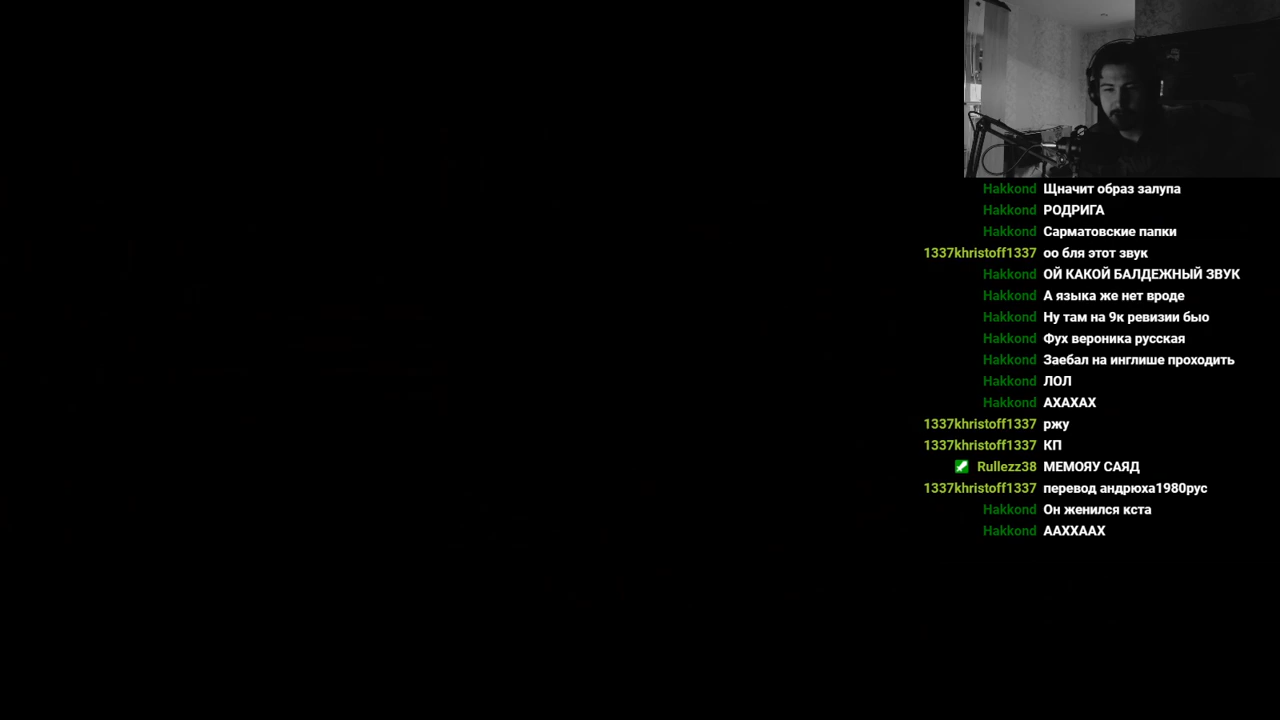 Hakkond Щначит образ залупа
Hakkond РОДРИГА
Hakkond Сарматовские папки
1337khristoff1337 оо бля этот звук
Hakkond ОЙ КАКОЙ БАЛДЕЖНЫЙ ЗВУК
Hakkond А языка же нет вроде
Hakkond Ну там на 9к ревизии быо
Hakkond Фух вероника русская
Hakkond Заебал на инглише проходить
Hakkond ЛОЛ
Hakkond АХАХАХ
1337khristoff1337 ржу
1337khristoff1337 КП
Rullezz38 МЕМОЯУ САЯД
1337khristoff1337 перевод андрюха1980рус
Hakkond Он женился кста
Hakkond ААХХААХ